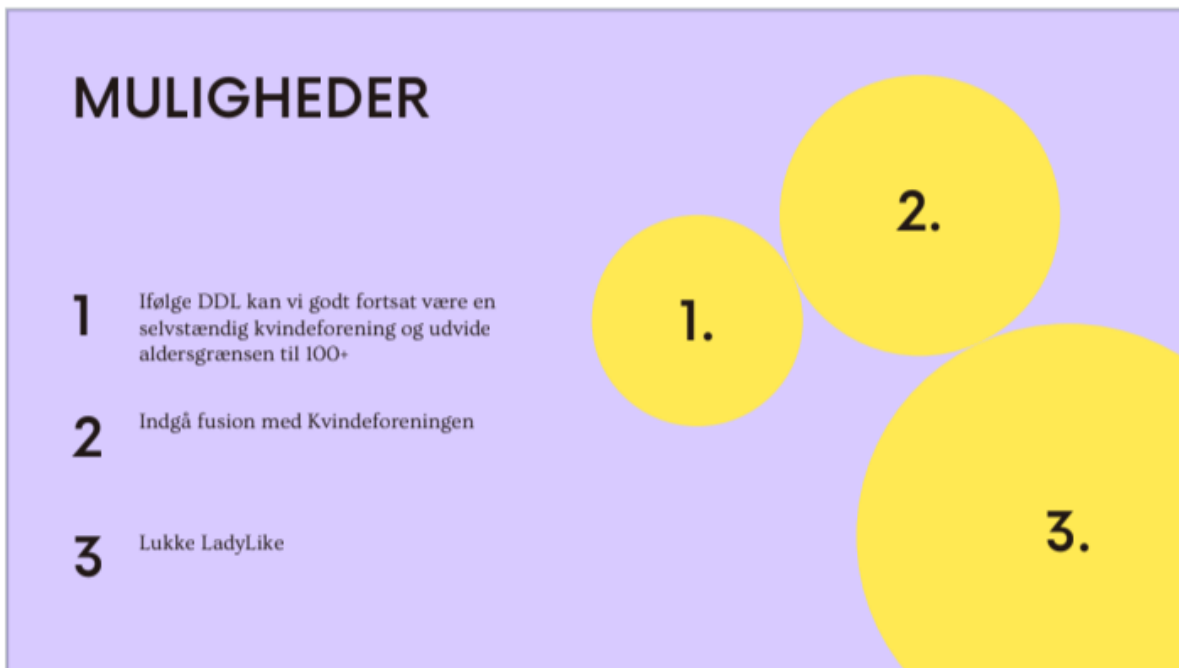 MULIGHEDER
1 Ifølge DDL kan vi godt fortsat være en
selvstændig kvindeforening og udvide
aldersgrænsen til 100+
2 Indgå fusion med Kvindeforeningen
3 Lukke LadyLike
1.
2.
3.